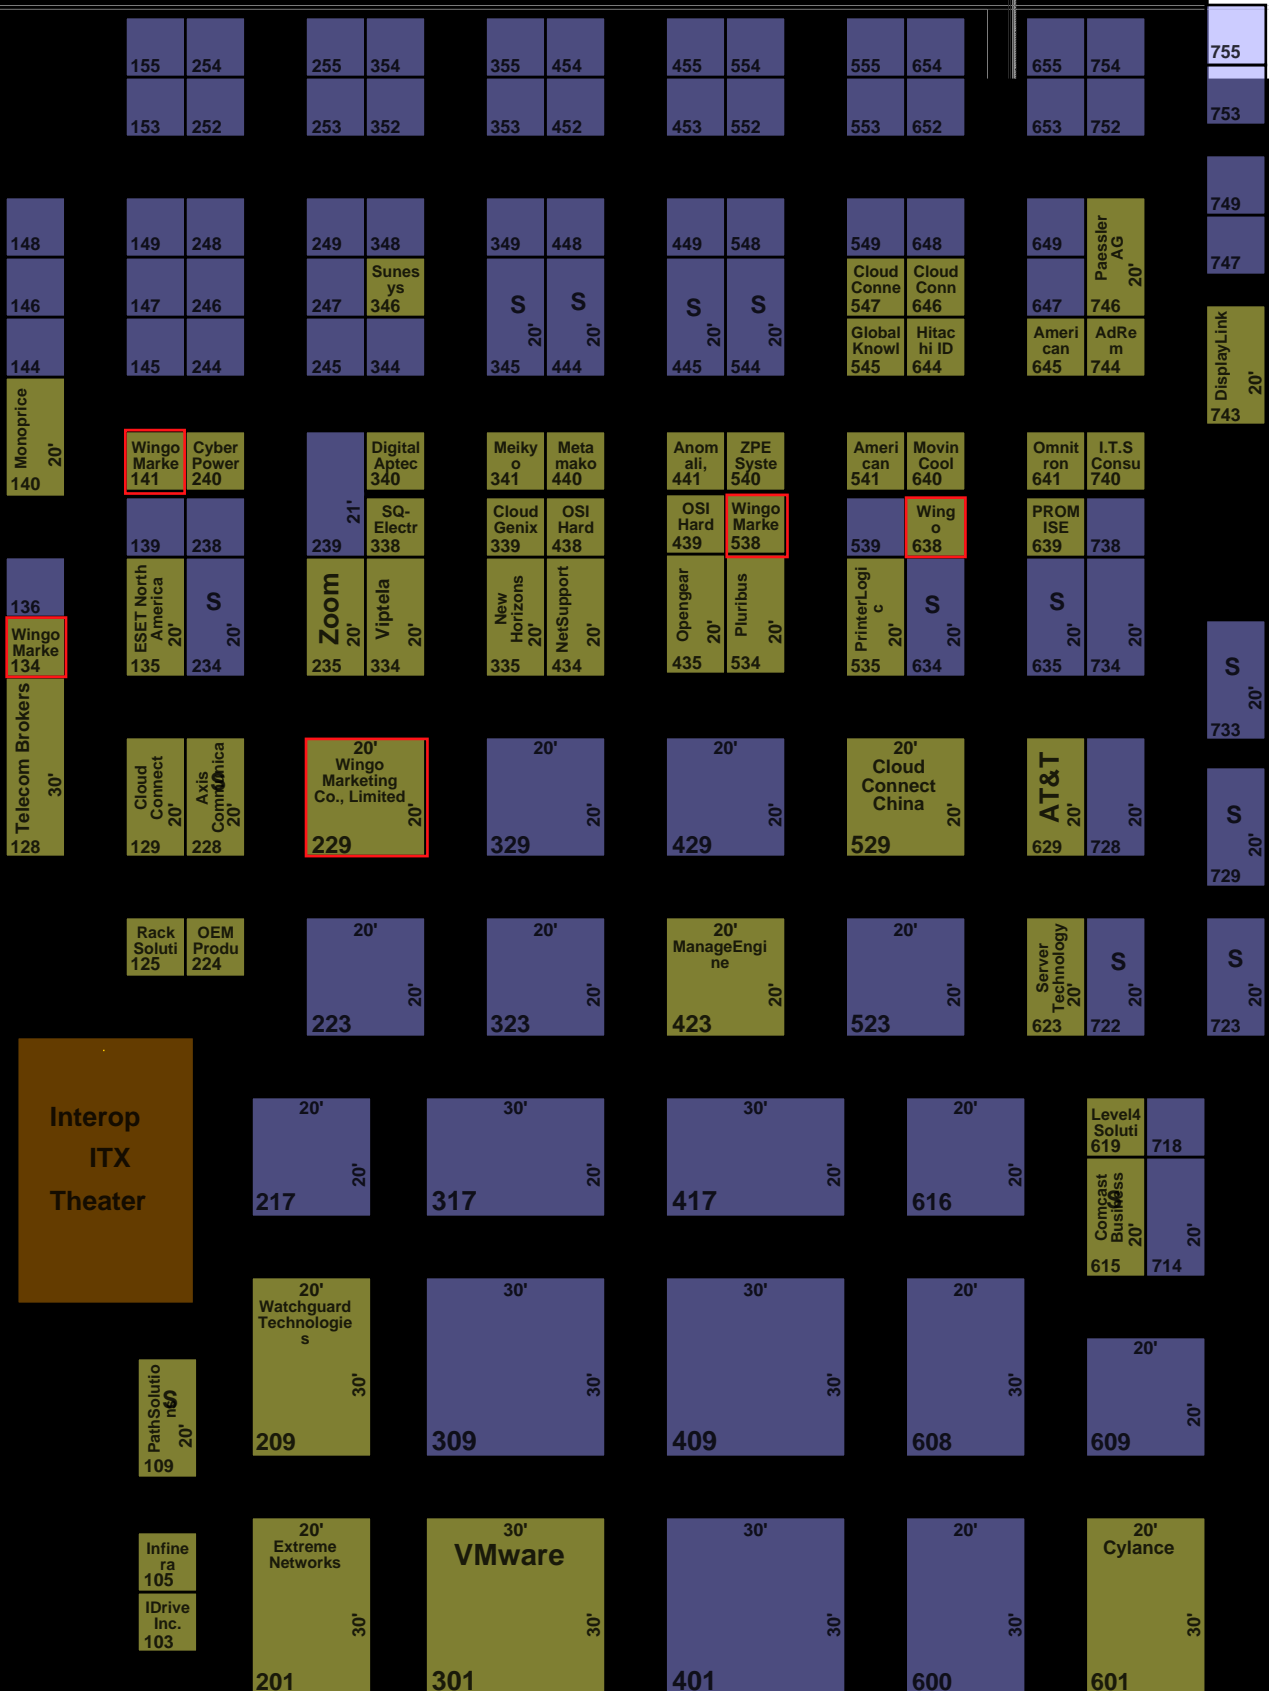 155 254 255 354 355 454 455 554 555 654 655 754 755
153 252 253 352 353 452 453 552 553 652 653 752 753
148 149 248 249 348 349 448 449 548 549 648 649 Paessler AG 20' 746 749
146 147 246 247 Sunes
ys
346 S 20' 345 S 20' 444 S 20' 445 S 20' 544 Cloud
Conne
547 Cloud
Conn
646 647 747
144 145 244 245 344 Global
Knowl
545 Hitac
hi ID
644 Ameri
can
645 AdRe
m
744 DisplayLink 20' 743
Monoprice 20' 140
Wingo
Marke
141
Cyber
Power
240
21' 239
Digital
Aptec
340
Meiky
o
341
Meta
mako
440
Anom
ali,
441
ZPE
Syste
540
Ameri
can
541
Movin
Cool
640
Omnit
ron
641
I.T.S
Consu
740
139 238
SQ-
Electr
338
Cloud
Genix
339
OSI
Hard
438
OSI
Hard
439
Wingo
Marke
538
539
Wing
o
638
PROM
ISE
639
738
136
Wingo
Marke
134
ESET North
America
20'
135
S
20'
234
Zoom
20'
235
Viptela
20'
334
New
Horizons
20'
335
NetSupport
20'
434
Opengear
20'
435
Pluribus
20'
534
PrinterLogi
c
20'
535
S
20'
634
S
20'
635
20'
734
S
20'
733
Telecom Brokers
30'
128
Cloud
Connect
20'
129
Axis
Communica
S
20'
228
20'
Wingo
Marketing
Co., Limited
20'
229
20'
20'
329
20'
20'
429
20'
Cloud
Connect
China
20'
529
AT&T
20'
629
20'
728
S
20'
729
Rack
Soluti
125
OEM
Produ
224
20'
20'
223
20'
20'
323
20'
ManageEngi
ne
20'
423
20'
20'
523
Server
Technology
20'
623
S
20'
722
S
20'
723
Interop
ITX
Theater
20'
20'
217
30'
20'
317
30'
20'
417
20'
20'
616
Level4
Soluti
619
718
Comcast
Business
S
20'
615
20'
714
20'
Watchguard
Technologie
s
30'
209
30'
30'
309
30'
30'
409
20'
30'
608
20'
20'
609
PathSolutio
ns
S
20'
109
Infine
ra
105
IDrive
Inc.
103
20'
Extreme
Networks
30'
201
30'
VMware
30'
301
30'
30'
401
20'
30'
600
20'
Cylance
30'
601